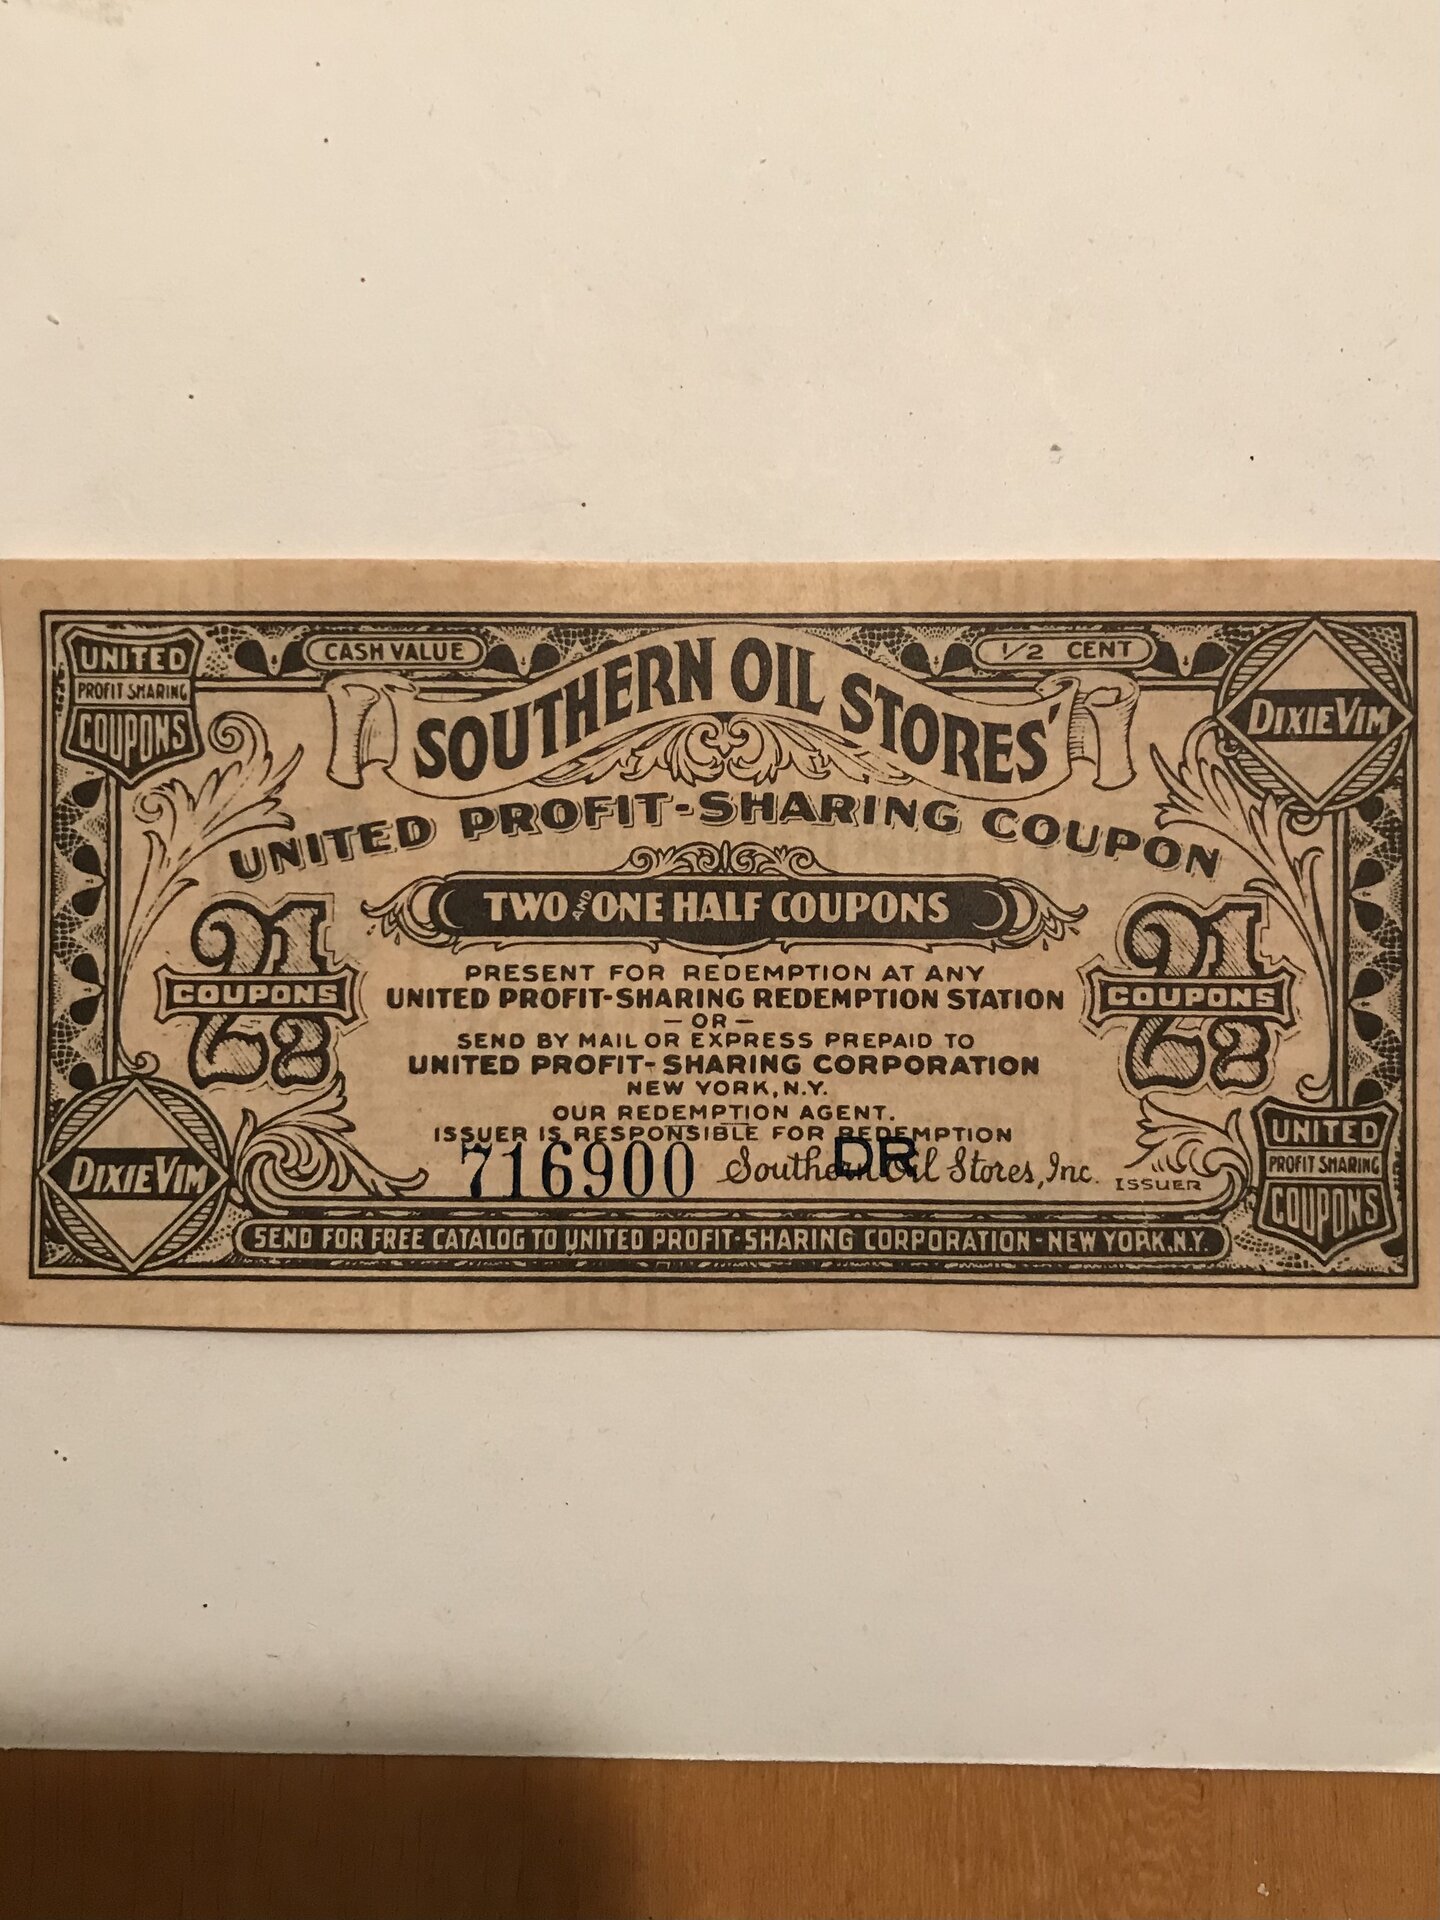 UNITED
PROFIT SHARING
COUPONS
CASH VALUE
1/2 CENT
DIXIE VIM
SOUTHERN OIL STORES'
UNITED PROFIT-SHARING COUPON
TWO AND ONE HALF COUPONS
2 1/2
COUPONS
2 1/2
COUPONS
PRESENT FOR REDEMPTION AT ANY
UNITED PROFIT-SHARING REDEMPTION STATION
— OR —
SEND BY MAIL OR EXPRESS PREPAID TO
UNITED PROFIT-SHARING CORPORATION
NEW YORK, N.Y.
OUR REDEMPTION AGENT.
ISSUER IS RESPONSIBLE FOR REDEMPTION
716900 Southern Oil Stores, Inc. ISSUER
DR
DIXIE VIM
UNITED
PROFIT SHARING
COUPONS
SEND FOR FREE CATALOG TO UNITED PROFIT-SHARING CORPORATION - NEW YORK, N.Y.